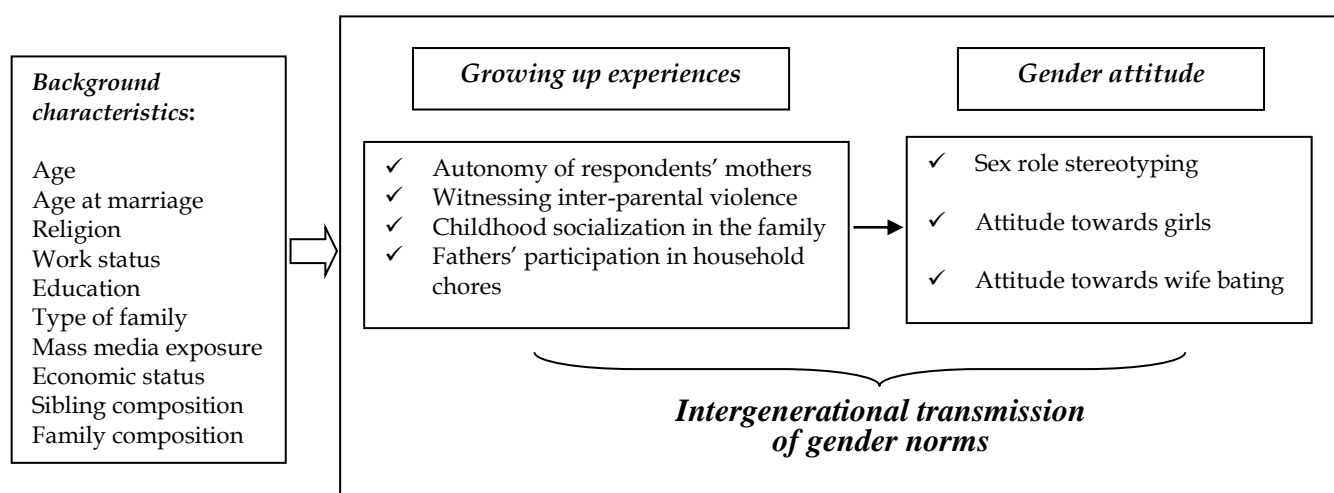 Background
characteristics:
Age
Age at marriage
Religion
Work status
Education
Type of family
Mass media exposure
Economic status
Sibling composition
Family composition
Growing up experiences
✓ Autonomy of respondents’ mothers
✓ Witnessing inter-parental violence
✓ Childhood socialization in the family
✓ Fathers’ participation in household
chores
Gender attitude
✓ Sex role stereotyping
✓ Attitude towards girls
✓ Attitude towards wife bating
Intergenerational transmission
of gender norms